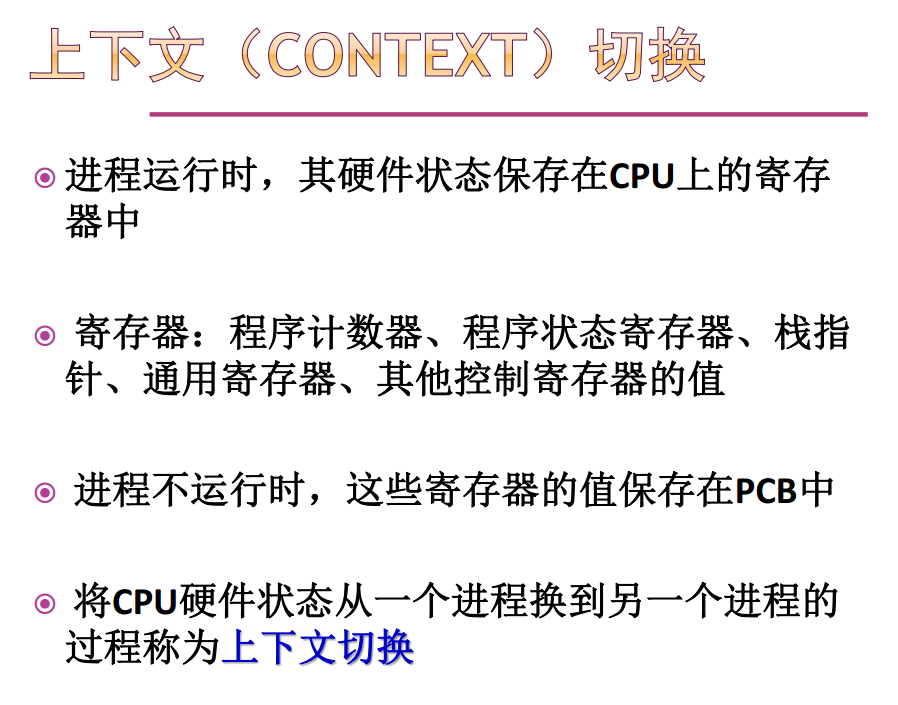 上下文（CONTEXT）切换
进程运行时，其硬件状态保存在CPU上的寄存
器中
寄存器：程序计数器、程序状态寄存器、栈指
针、通用寄存器、其他控制寄存器的值
进程不运行时，这些寄存器的值保存在PCB中
将CPU硬件状态从一个进程换到另一个进程的
过程称为上下文切换